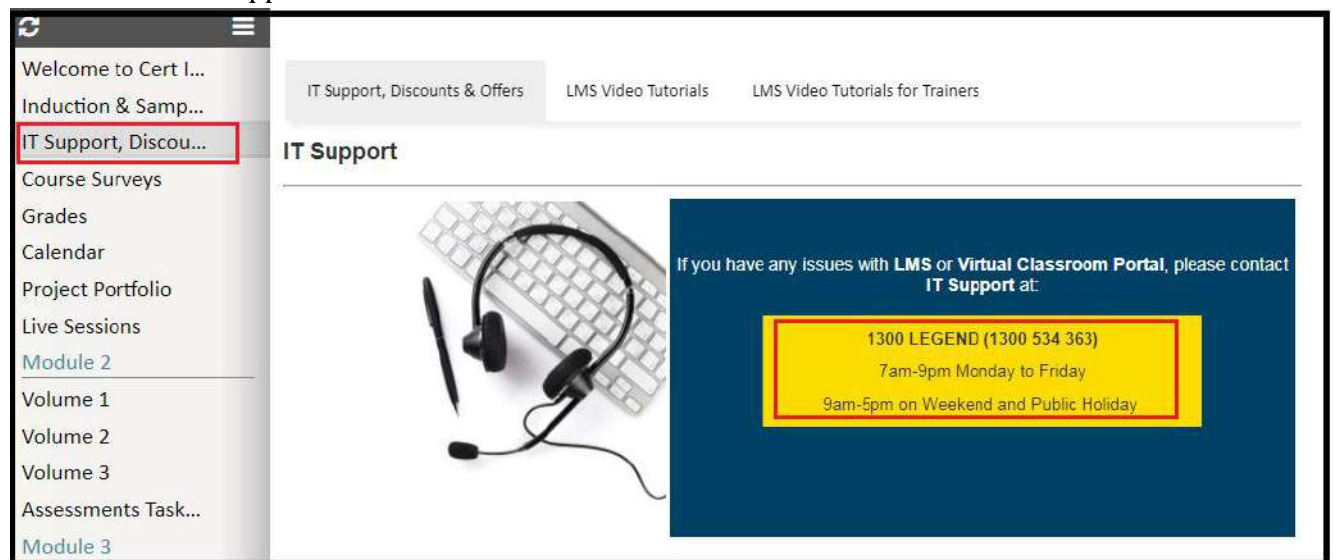 Welcome to Cert I...
Induction & Samp...
IT Support, Discou...
Course Surveys
Grades
Calendar
Project Portfolio
Live Sessions
Module 2
Volume 1
Volume 2
Volume 3
Assessments Task...
Module 3
IT Support, Discounts & Offers LMS Video Tutorials LMS Video Tutorials for Trainers
IT Support
If you have any issues with LMS or Virtual Classroom Portal, please contact
IT Support at:
1300 LEGEND (1300 534 363)
7am-9pm Monday to Friday
9am-5pm on Weekend and Public Holiday